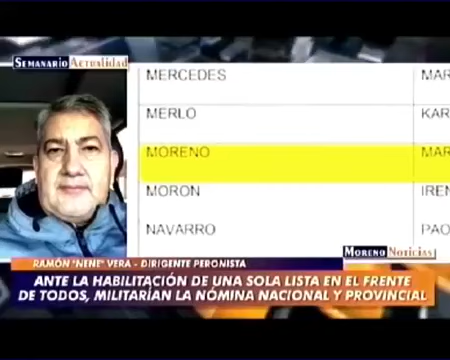 SEMANARIO ACTUALIDAD
MERCEDES MAR
MERLO KAR
MORENO MAR
MORON IREN
NAVARRO PAO
MORENO NOTICIAS
RAMÓN "NENE" VERA - DIRIGENTE PERONISTA
ANTE LA HABILITACIÓN DE UNA SOLA LISTA EN EL FRENTE
DE TODOS, MILITARÍAN LA NÓMINA NACIONAL Y PROVINCIAL